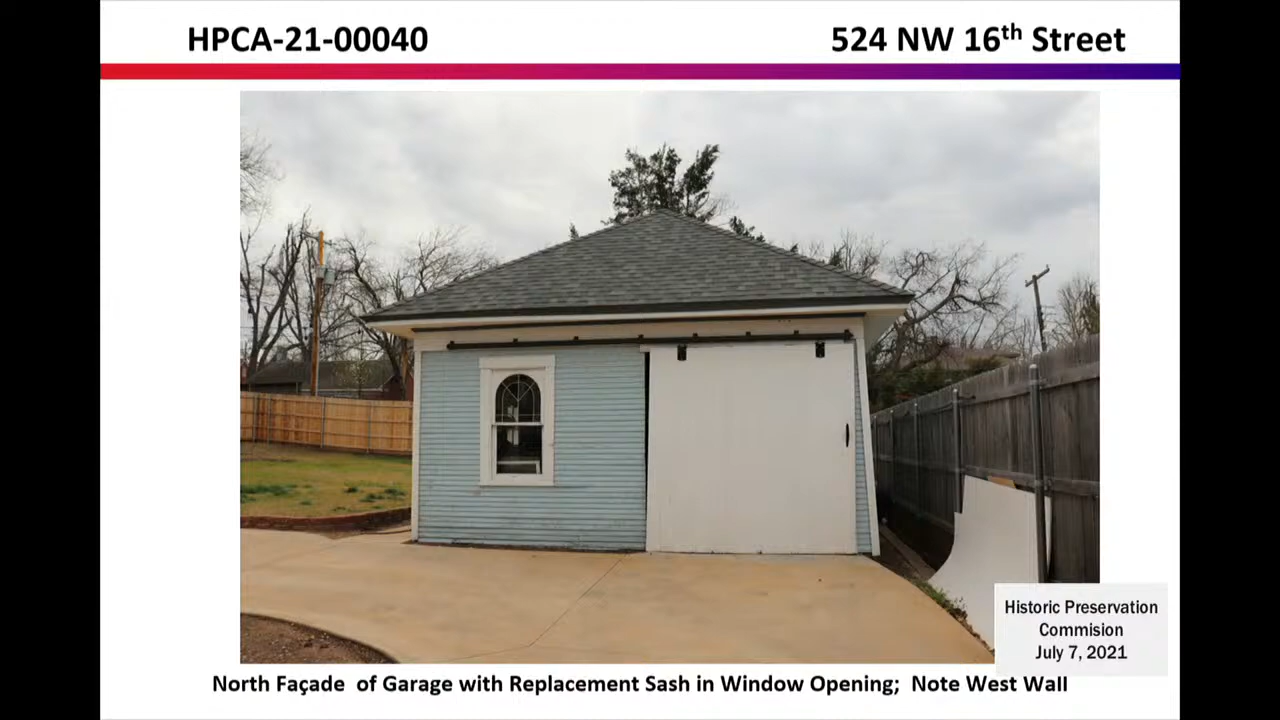 HPCA-21-00040
524 NW 16th Street
Historic Preservation
Commision
July 7, 2021
North Façade of Garage with Replacement Sash in Window Opening; Note West Wall